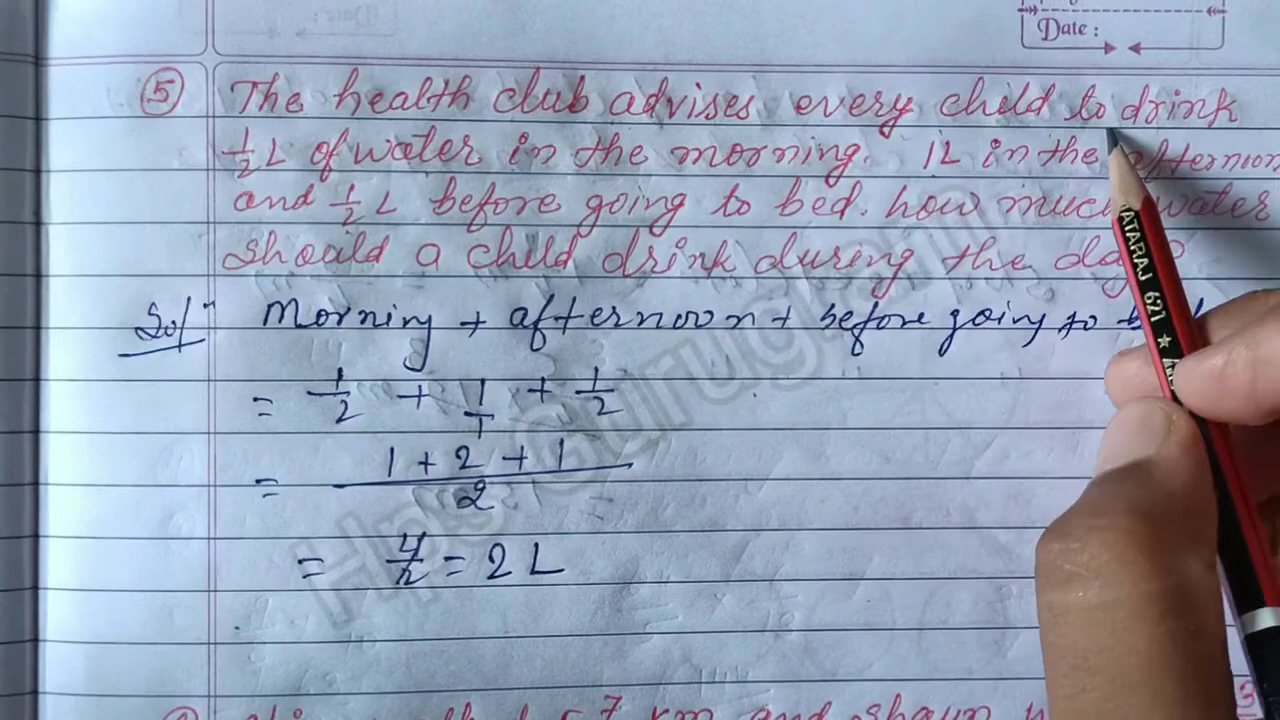 Date :
5 The health club advises every child to drink
1/2 L of water in the morning. 1L in the afternoon
and 1/2 L before going to bed. how much water
should a child drink during the day?
Sol" Morning + afternoon + before going to bed
= 1/2 + 1/1 + 1/2
= 1 + 2 + 1 / 2
= 4/2 = 2 L
NATARAJ 621